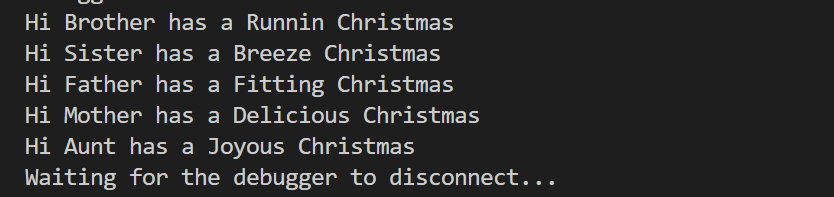 Hi Brother has a Runnin Christmas
Hi Sister has a Breeze Christmas
Hi Father has a Fitting Christmas
Hi Mother has a Delicious Christmas
Hi Aunt has a Joyous Christmas
Waiting for the debugger to disconnect...